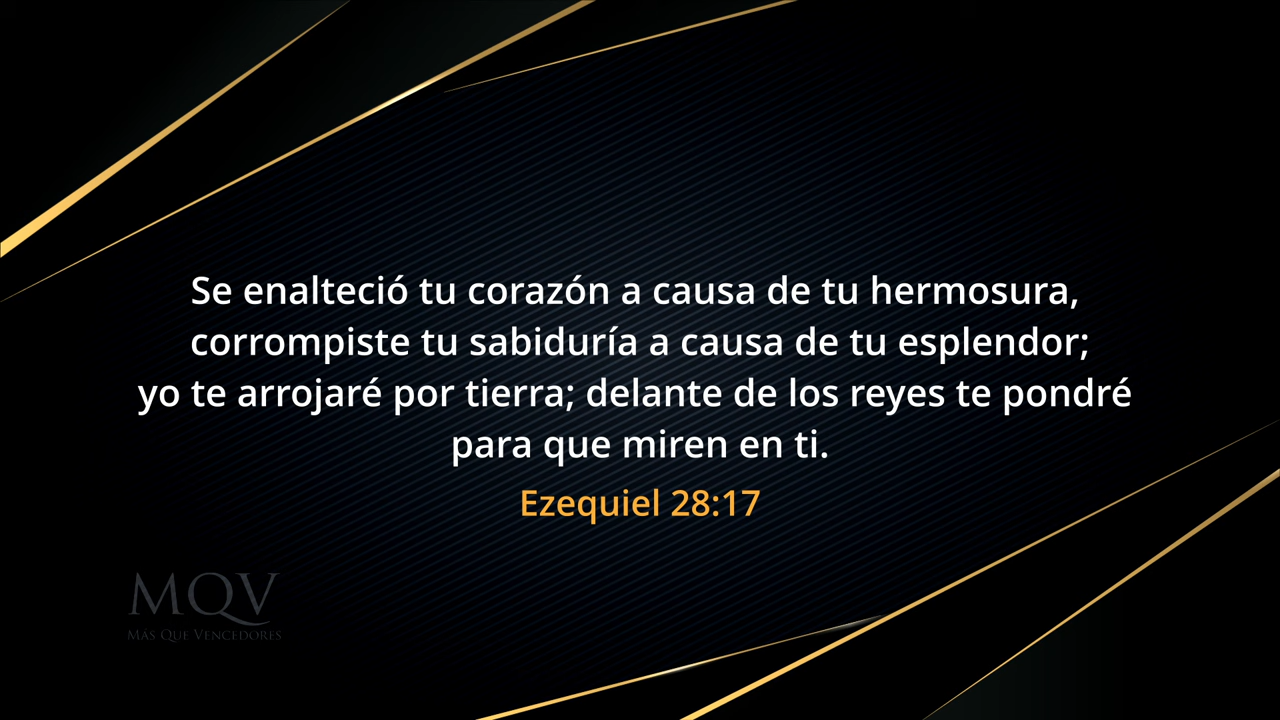 Se enalteció tu corazón a causa de tu hermosura,
corrompiste tu sabiduría a causa de tu esplendor;
yo te arrojaré por tierra; delante de los reyes te pondré
para que miren en ti.
Ezequiel 28:17
MQV
Más Que Vencedores